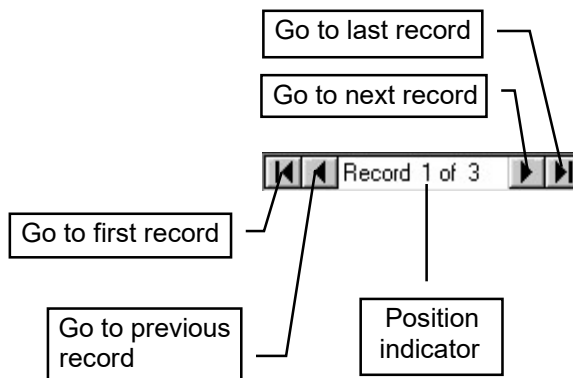 Go to last record
Go to next record
Record 1 of 3
Go to first record
Go to previous
record
Position
indicator